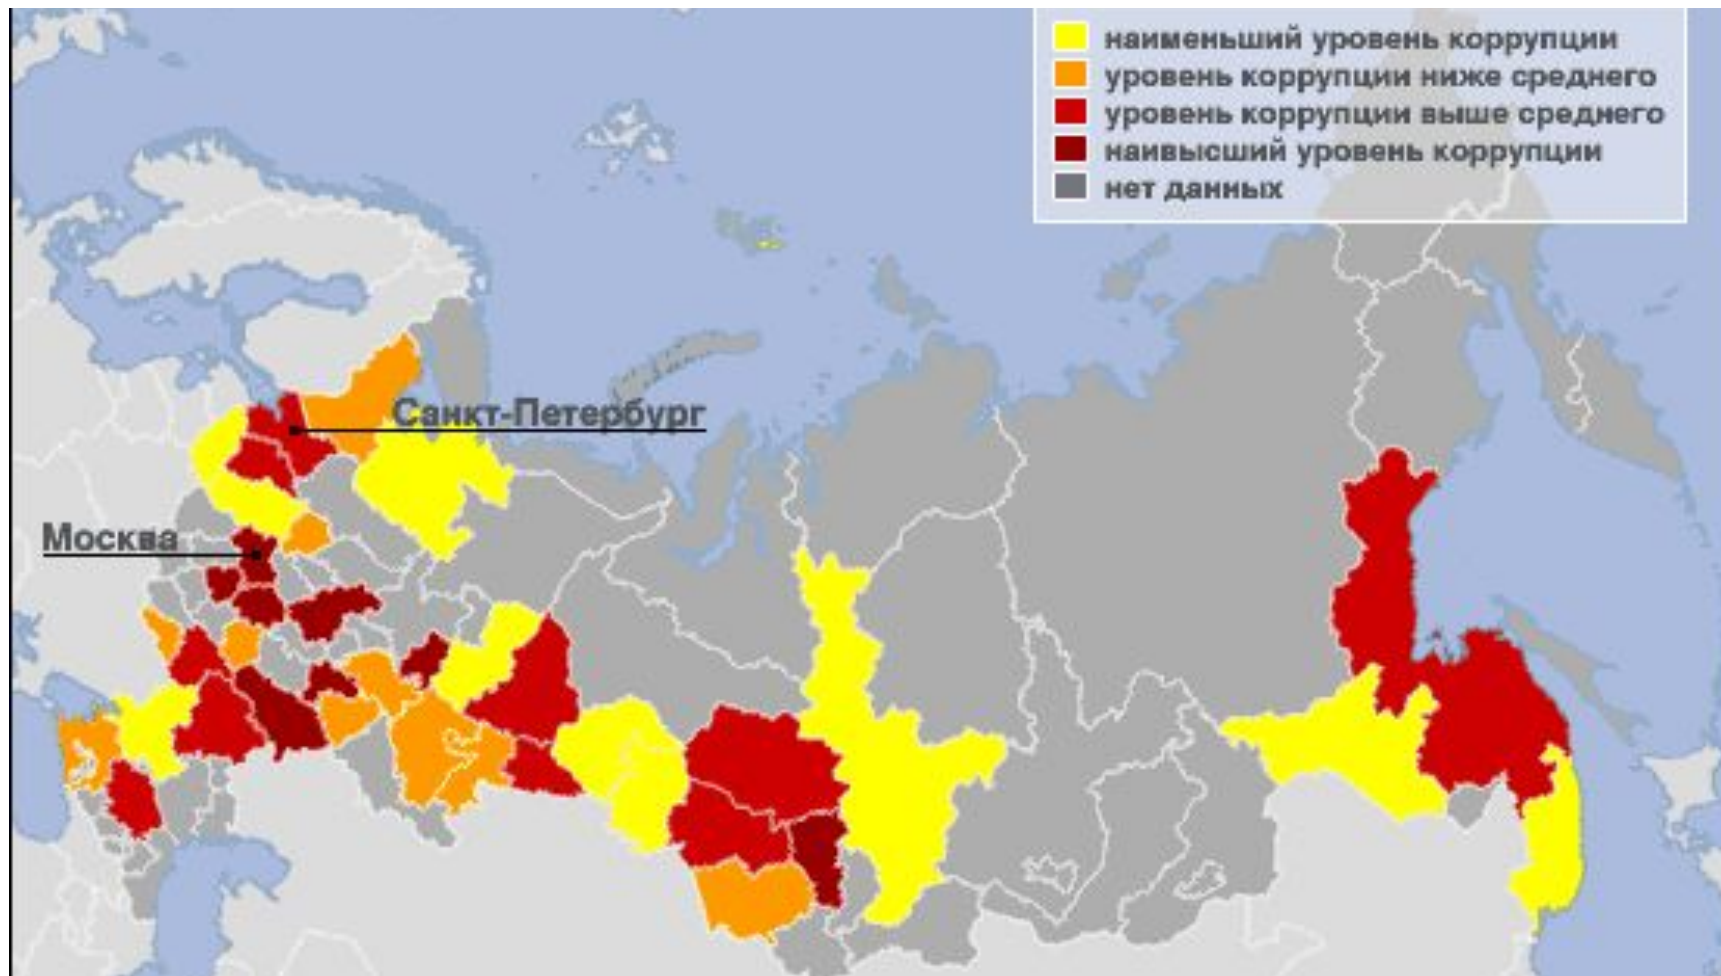 наименьший уровень коррупции
уровень коррупции ниже среднего
уровень коррупции выше среднего
наивысший уровень коррупции
нет данных
Санкт-Петербург
Москва